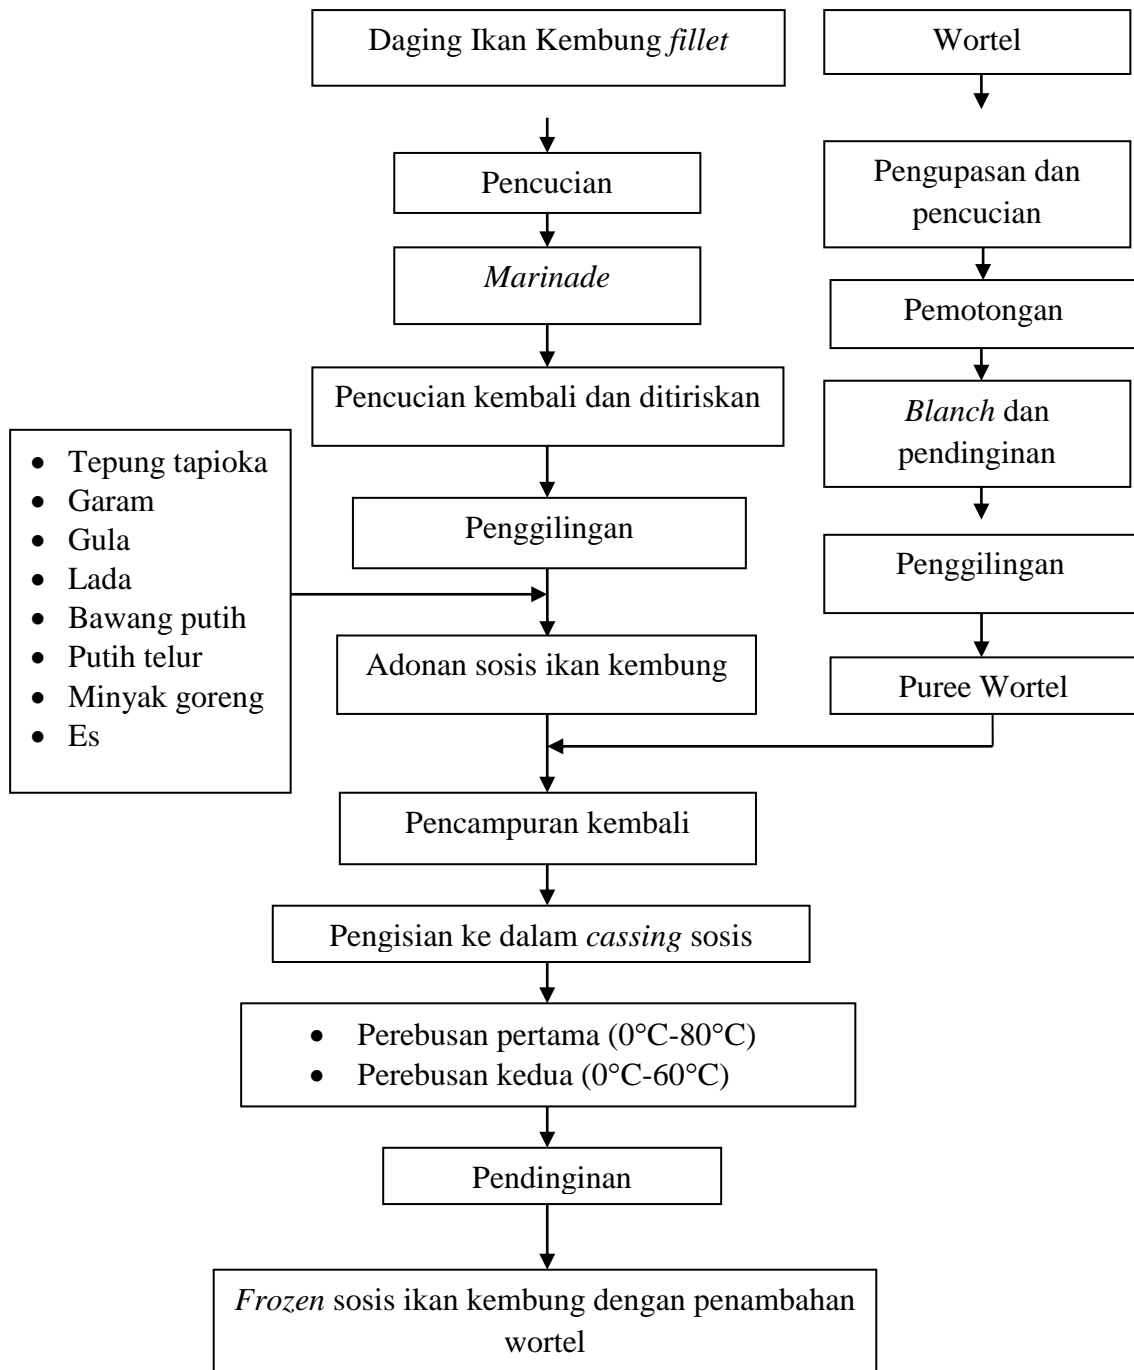 Daging Ikan Kembung fillet
Pencucian
Marinade
Pencucian kembali dan ditiriskan
Penggilingan
• Tepung tapioka
• Garam
• Gula
• Lada
• Bawang putih
• Putih telur
• Minyak goreng
• Es
Adonan sosis ikan kembung
Wortel
Pengupasan dan
pencucian
Pemotongan
Blanch dan
pendinginan
Penggilingan
Puree Wortel
Pencampuran kembali
Pengisian ke dalam cassing sosis
• Perebusan pertama (0°C-80°C)
• Perebusan kedua (0°C-60°C)
Pendinginan
Frozen sosis ikan kembung dengan penambahan
wortel